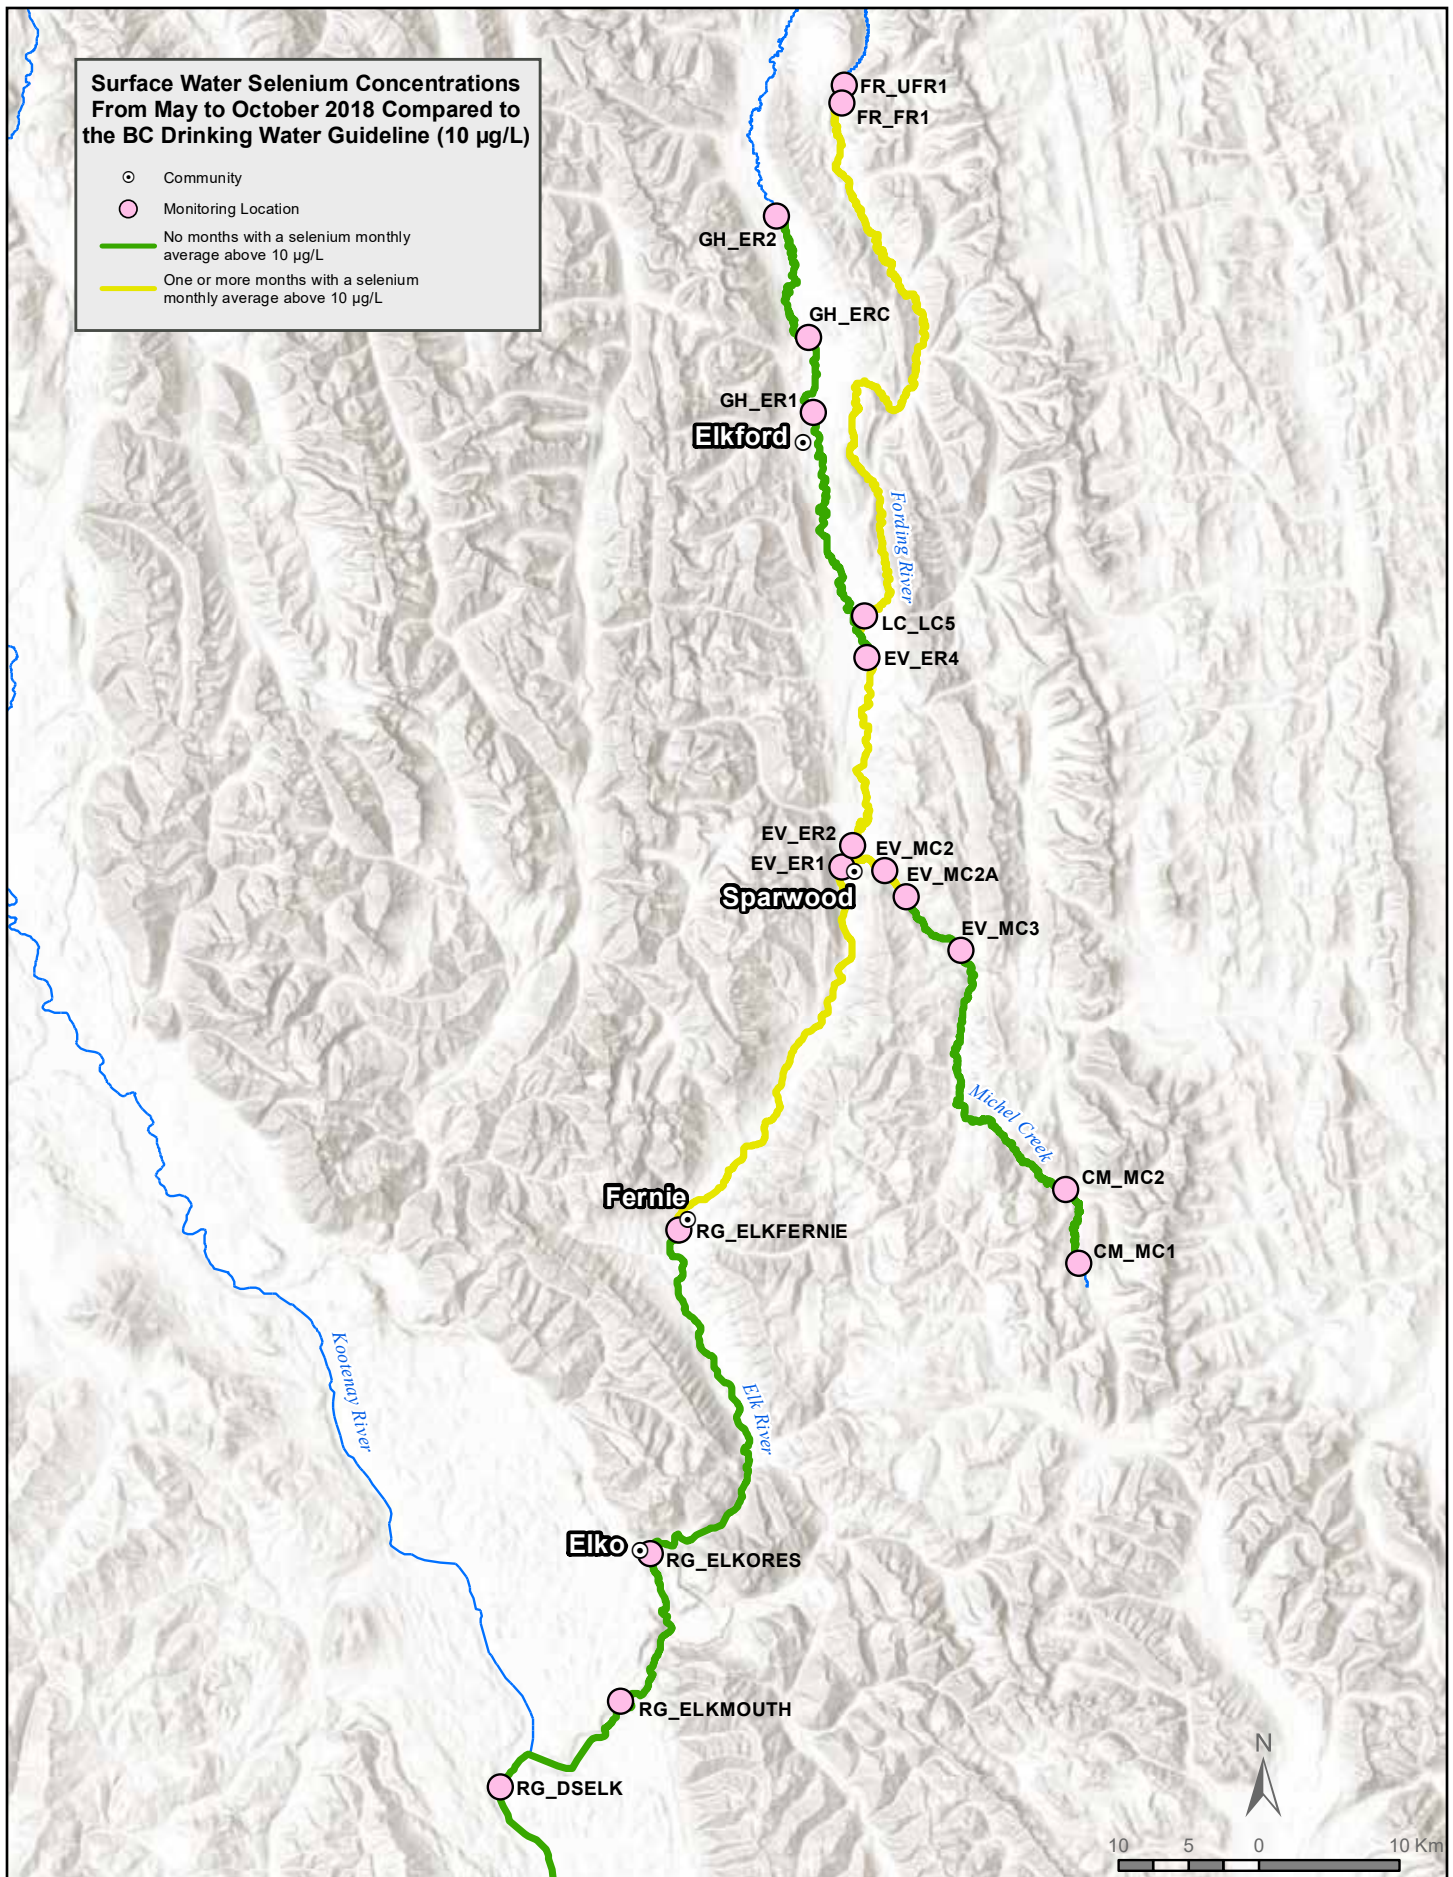 Surface Water Selenium Concentrations
From May to October 2018 Compared to
the BC Drinking Water Guideline (10 µg/L)
Community
Monitoring Location
No months with a selenium monthly
average above 10 µg/L
One or more months with a selenium
monthly average above 10 µg/L
FR_UFR1
FR_FR1
GH_ER2
GH_ERC
GH_ER1
Elkford
Fording River
LC_LC5
EV_ER4
EV_ER2
EV_MC2
EV_ER1
EV_MC2A
Sparwood
EV_MC3
Michel Creek
CM_MC2
Fernie
RG_ELKFERNIE
CM_MC1
Kootenay River
Elk River
Elko
RG_ELKORES
RG_ELKMOUTH
N
RG_DSELK
10 5 0 10 Km